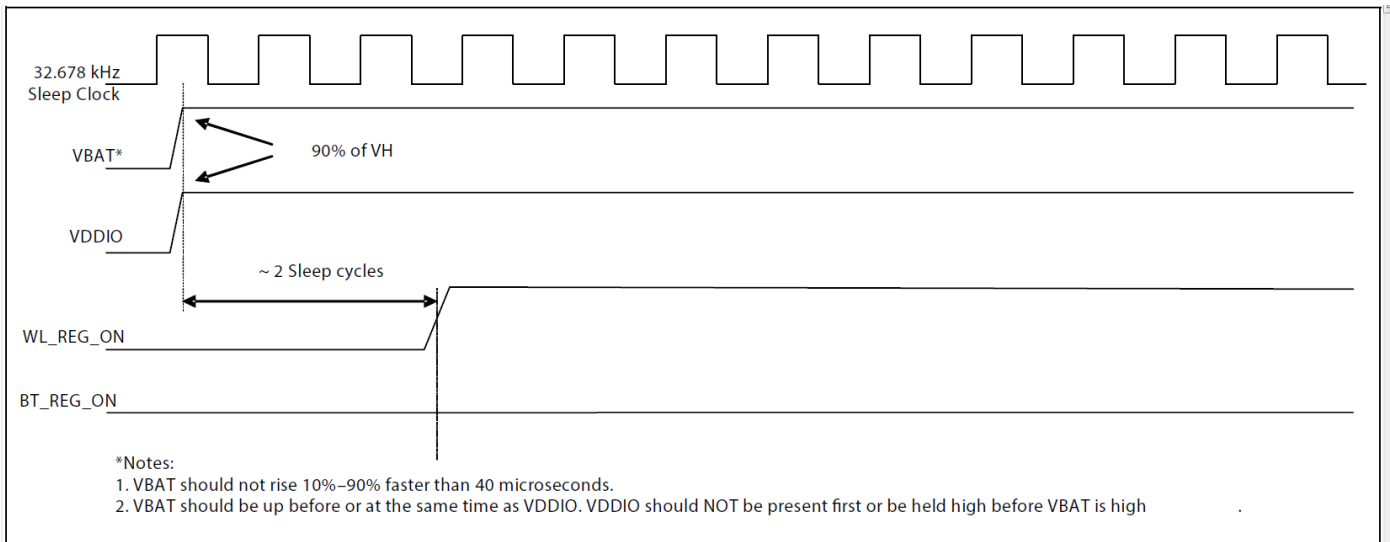 32.678 kHz
Sleep Clock
VBAT*
90% of VH
VDDIO
~ 2 Sleep cycles
WL_REG_ON
BT_REG_ON
*Notes:
1. VBAT should not rise 10%–90% faster than 40 microseconds.
2. VBAT should be up before or at the same time as VDDIO. VDDIO should NOT be present first or be held high before VBAT is high .